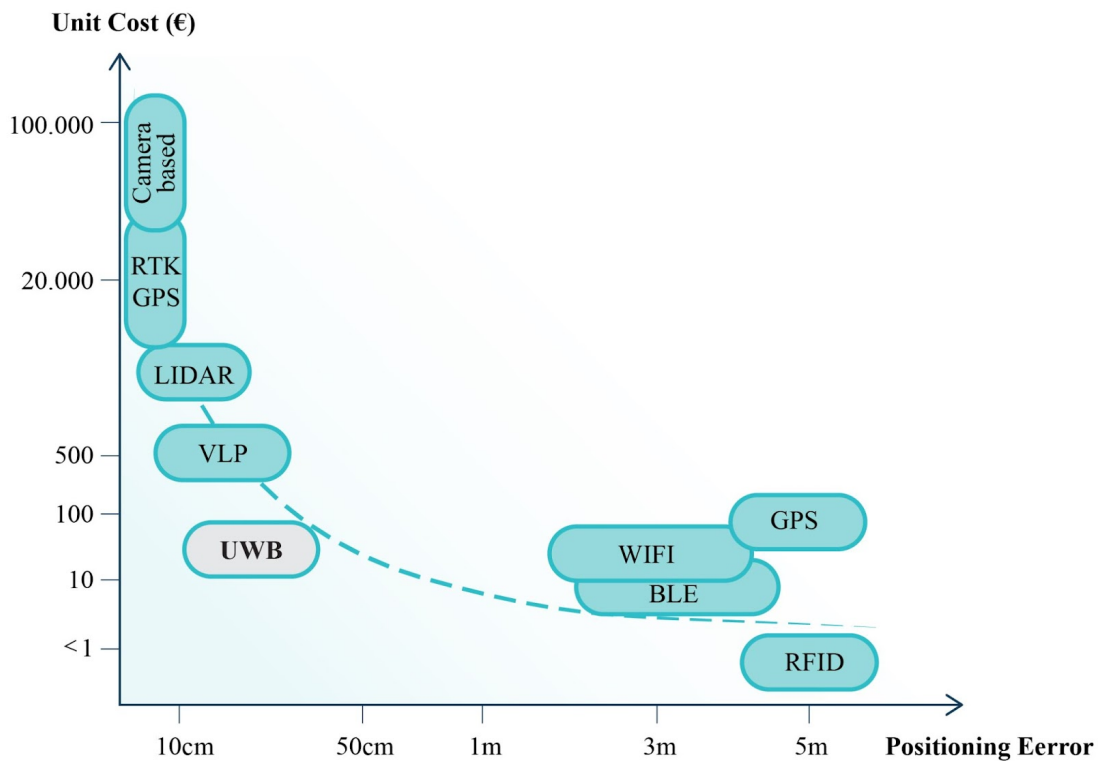 Unit Cost (€)
100.000
20.000
500
100
10
<1
Camera
based
RTK
GPS
LIDAR
VLP
UWB
GPS
WIFI
BLE
RFID
10cm
50cm
1m
3m
5m
Positioning Eerror